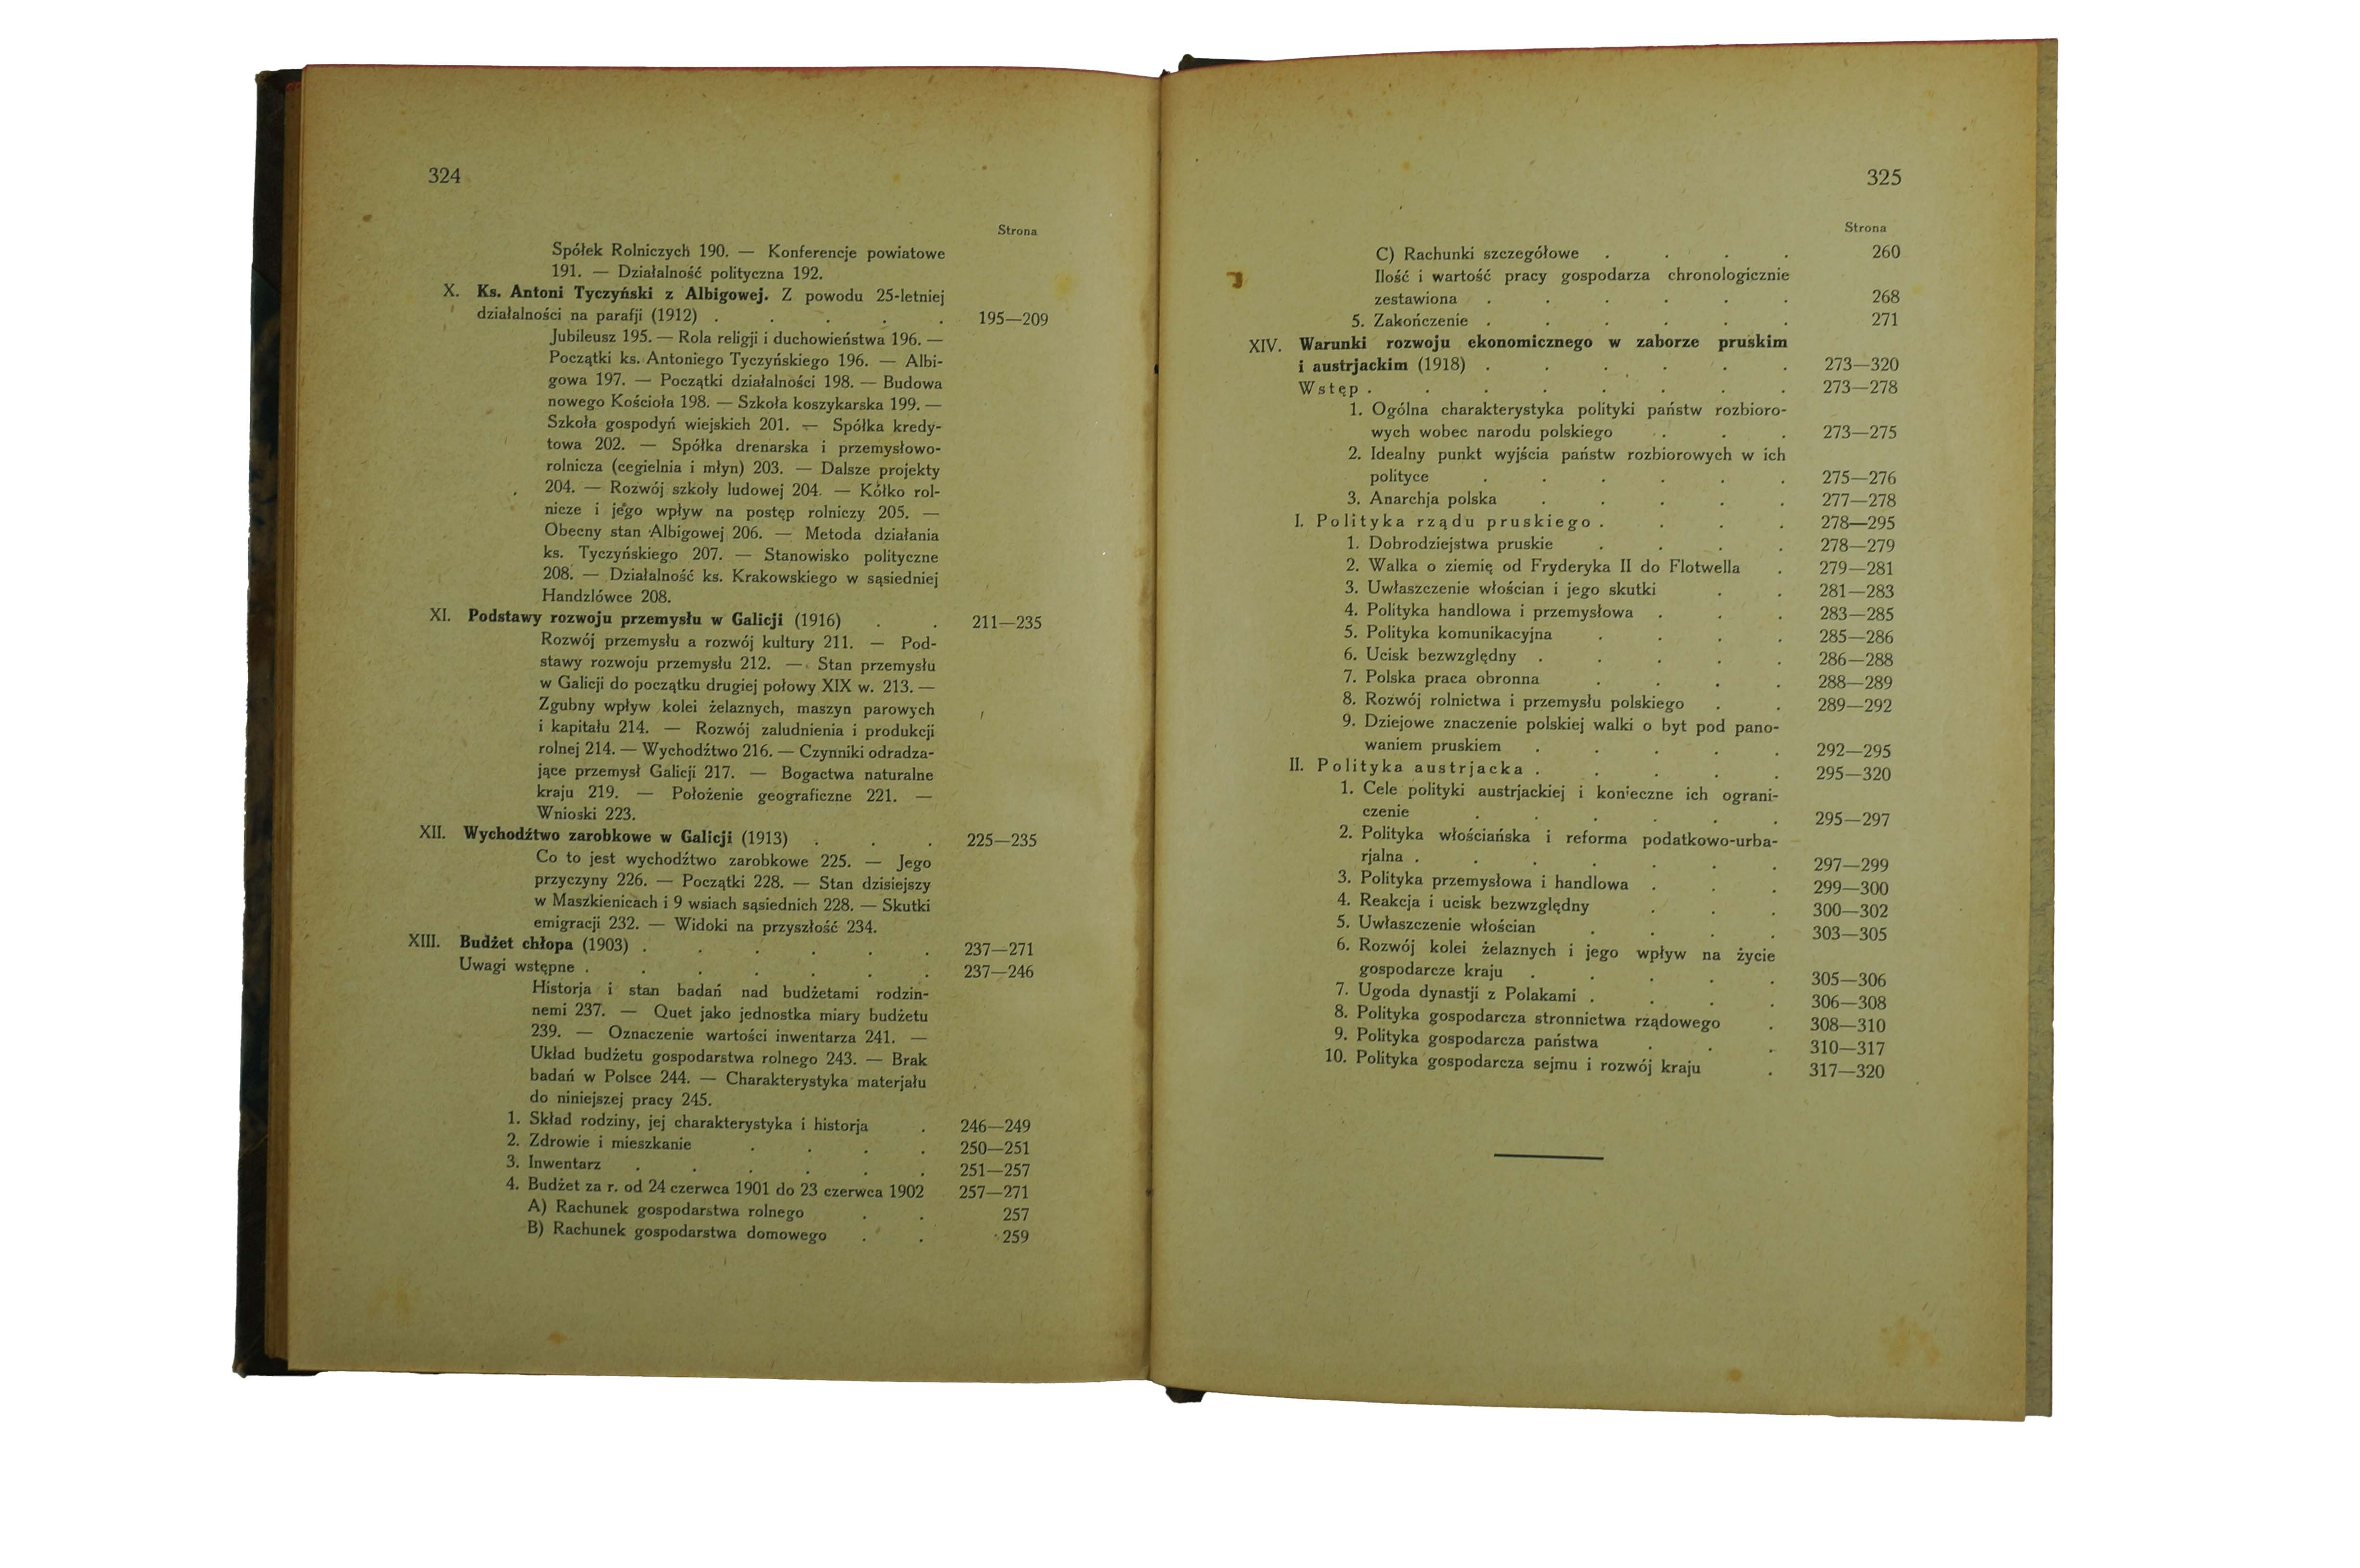 324
Strona
Spółek Rolniczych 190. — Konferencje powiatowe
191. — Działalność polityczna 192.
X. Ks. Antoni Tyczyński z Albigowej. Z powodu 25-letniej
działalności na parafji (1912) . . . . . 195—209
Jubileusz 195. — Rola religji i duchowieństwa 196. —
Początki ks. Antoniego Tyczyńskiego 196. — Albi-
gowa 197. — Początki działalności 198. — Budowa
nowego Kościoła 198. — Szkoła koszykarska 199. —
Szkoła gospodyń wiejskich 201. — Spółka kredy-
towa 202. — Spółka drenarska i przemysłowo-
rolnicza (cegielnia i młyn) 203. — Dalsze projekty
204. — Rozwój szkoły ludowej 204. — Kółko rol-
nicze i jego wpływ na postęp rolniczy 205. —
Obecny stan Albigowej 206. — Metoda działania
ks. Tyczyńskiego 207. — Stanowisko polityczne
208. — Działalność ks. Krakowskiego w sąsiedniej
Handzlówce 208.
XI. Podstawy rozwoju przemysłu w Galicji (1916) . . 211—235
Rozwój przemysłu a rozwój kultury 211. — Pod-
stawy rozwoju przemysłu 212. — Stan przemysłu
w Galicji do początku drugiej połowy XIX w. 213. —
Zgubny wpływ kolei żelaznych, maszyn parowych
i kapitału 214. — Rozwój zaludnienia i produkcji
rolnej 214. — Wychodźtwo 216. — Czynniki odradza-
jące przemysł Galicji 217. — Bogactwa naturalne
kraju 219. — Położenie geograficzne 221. —
Wnioski 223.
XII. Wychodźtwo zarobkowe w Galicji (1913) . . . 225—235
Co to jest wychodźtwo zarobkowe 225. — Jego
przyczyny 226. — Początki 228. — Stan dzisiejszy
w Maszkienicach i 9 wsiach sąsiednich 228. — Skutki
emigracji 232. — Widoki na przyszłość 234.
XIII. Budżet chłopa (1903) . . . . . . 237—271
Uwagi wstępne . . . . . . . 237—246
Historja i stan badań nad budżetami rodzin-
nemi 237. — Quet jako jednostka miary budżetu
239. — Oznaczenie wartości inwentarza 241. —
Układ budżetu gospodarstwa rolnego 243. — Brak
badań w Polsce 244. — Charakterystyka materjału
do niniejszej pracy 245.
1. Skład rodziny, jej charakterystyka i historja . 246—249
2. Zdrowie i mieszkanie . . . . 250—251
3. Inwentarz . . . . . . 251—257
4. Budżet za r. od 24 czerwca 1901 do 23 czerwca 1902 257—271
A) Rachunek gospodarstwa rolnego . . 257
B) Rachunek gospodarstwa domowego . . 259
325
Strona
C) Rachunki szczegółowe . . . . 260
Ilość i wartość pracy gospodarza chronologicznie
zestawiona . . . . . . 268
5. Zakończenie . . . . . . 271
XIV. Warunki rozwoju ekonomicznego w zaborze pruskim
i austrjackim (1918) . . . . . . 273—320
Wstęp . . . . . . . . 273—278
1. Ogólna charakterystyka polityki państw rozbioro-
wych wobec narodu polskiego . . . 273—275
2. Idealny punkt wyjścia państw rozbiorowych w ich
polityce . . . . . . 275—276
3. Anarchja polska . . . . . 277—278
I. Polityka rządu pruskiego . . . . 278—295
1. Dobrodziejstwa pruskie . . . . 278—279
2. Walka o ziemię od Fryderyka II do Flotwella . 279—281
3. Uwłaszczenie włościan i jego skutki . . 281—283
4. Polityka handlowa i przemysłowa . . . 283—285
5. Polityka komunikacyjna . . . . 285—286
6. Ucisk bezwzględny . . . . . 286—288
7. Polska praca obronna . . . . 288—289
8. Rozwój rolnictwa i przemysłu polskiego . . 289—292
9. Dziejowe znaczenie polskiej walki o byt pod pano-
waniem pruskiem . . . . . 292—295
II. Polityka austrjacka . . . . . 295—320
1. Cele polityki austrjackiej i konieczne ich ograni-
czenie . . . . . . 295—297
2. Polityka włościańska i reforma podatkowo-urba-
rjalna . . . . . . . 297—299
3. Polityka przemysłowa i handlowa . . . 299—300
4. Reakcja i ucisk bezwzględny . . . 300—302
5. Uwłaszczenie włościan . . . . 303—305
6. Rozwój kolei żelaznych i jego wpływ na życie
gospodarcze kraju . . . . . 305—306
7. Ugoda dynastji z Polakami . . . . 306—308
8. Polityka gospodarcza stronnictwa rządowego . 308—310
9. Polityka gospodarcza państwa . . . 310—317
10. Polityka gospodarcza sejmu i rozwój kraju . 317—320